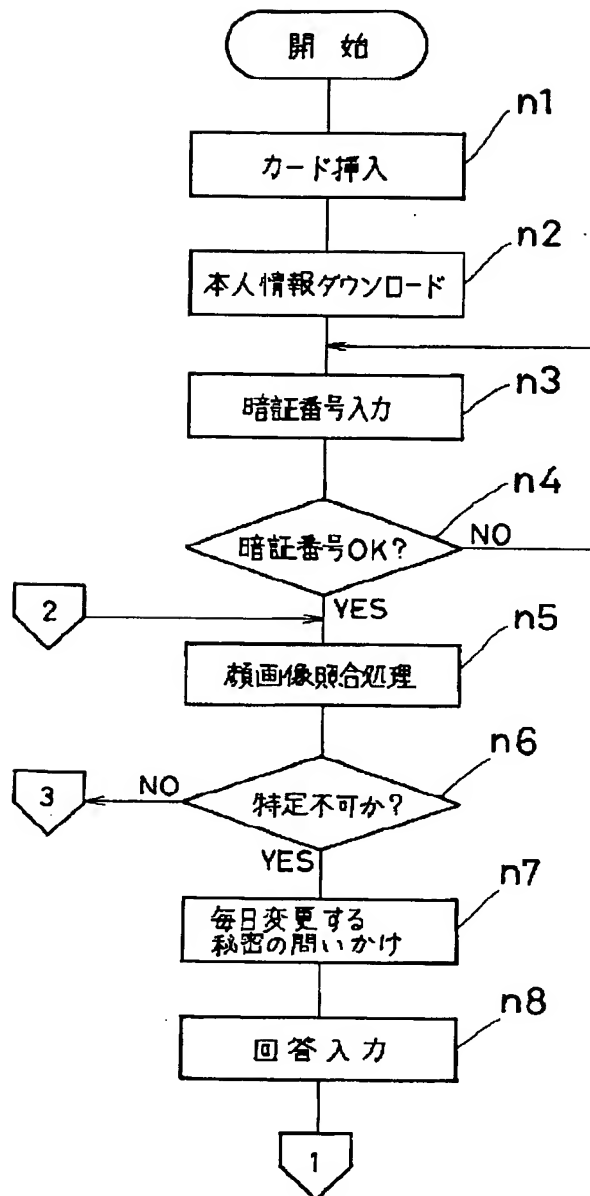 開始
n1
カード挿入
n2
本人情報ダウンロード
n3
暗証番号入力
n4
暗証番号OK?
NO
YES
2
n5
顔画像照合処理
n6
NO
3
特定不可か?
YES
n7
毎日変更する
秘密の問いかけ
n8
回答入力
1